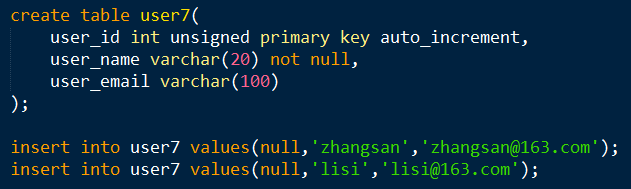 create table user7(
    user_id int unsigned primary key auto_increment,
    user_name varchar(20) not null,
    user_email varchar(100)
);
insert into user7 values(null,'zhangsan','zhangsan@163.com');
insert into user7 values(null,'lisi','lisi@163.com');